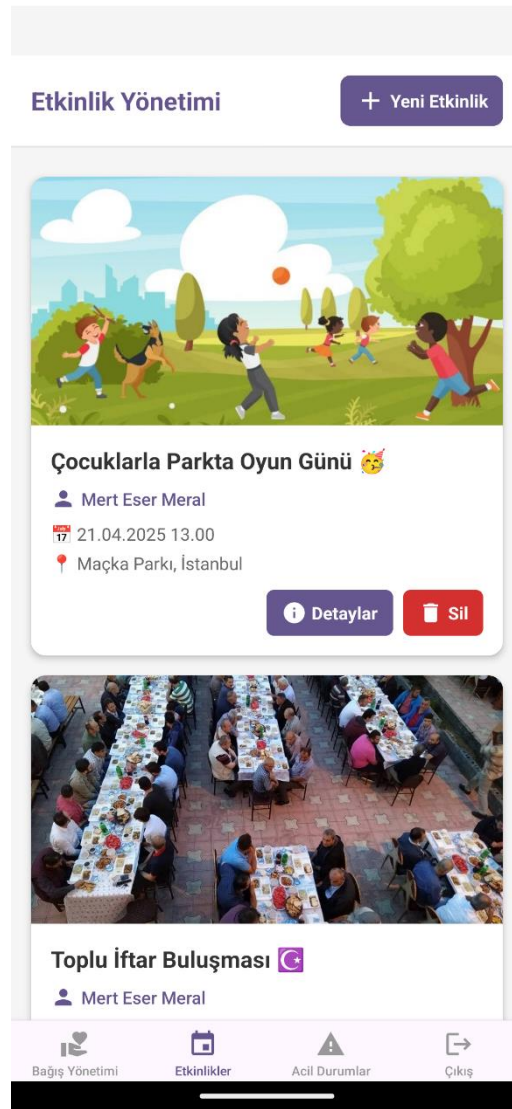 Etkinlik Yönetimi
+ Yeni Etkinlik
Çocuklarla Parkta Oyun Günü 🥳
Mert Eser Meral
📅 21.04.2025 13.00
📍 Maçka Parkı, İstanbul
Detaylar
Sil
Toplu İftar Buluşması ☪️
Mert Eser Meral
Bağış Yönetimi
Etkinlikler
Acil Durumlar
Çıkış